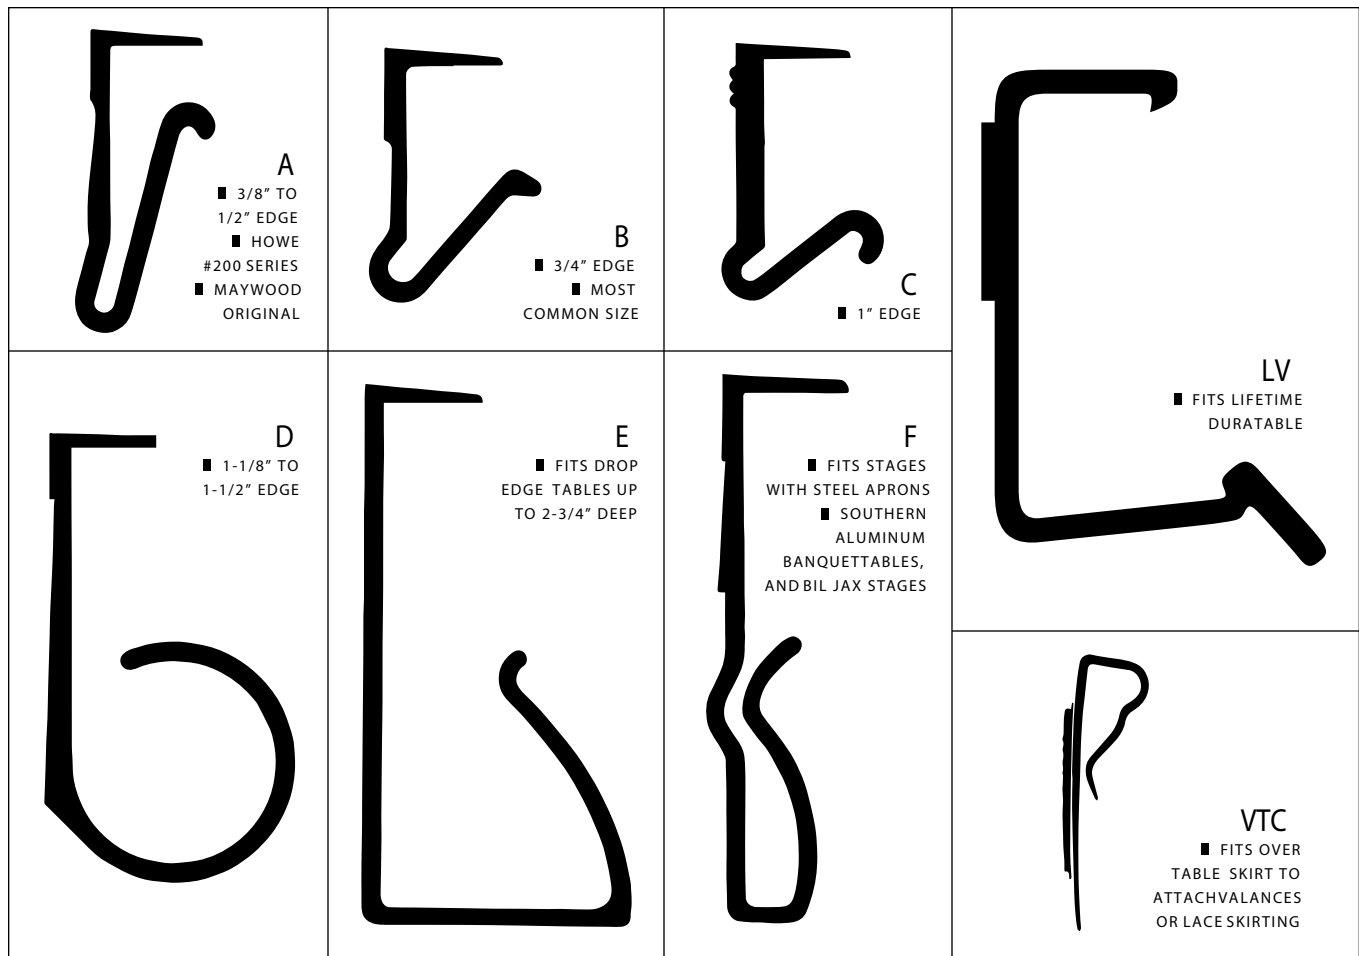 A
■ 3/8” TO
1/2” EDGE
■ HOWE
#200 SERIES
■ MAYWOOD
ORIGINAL
B
■ 3/4” EDGE
■ MOST
COMMON SIZE
C
■ 1” EDGE
LV
■ FITS LIFETIME
DURATABLE
D
■ 1-1/8” TO
1-1/2” EDGE
E
■ FITS DROP
EDGE TABLES UP
TO 2-3/4” DEEP
F
■ FITS STAGES
WITH STEEL APRONS
■ SOUTHERN
ALUMINUM
BANQUETTABLES,
AND BIL JAX STAGES
VTC
■ FITS OVER
TABLE SKIRT TO
ATTACHVALANCES
OR LACE SKIRTING